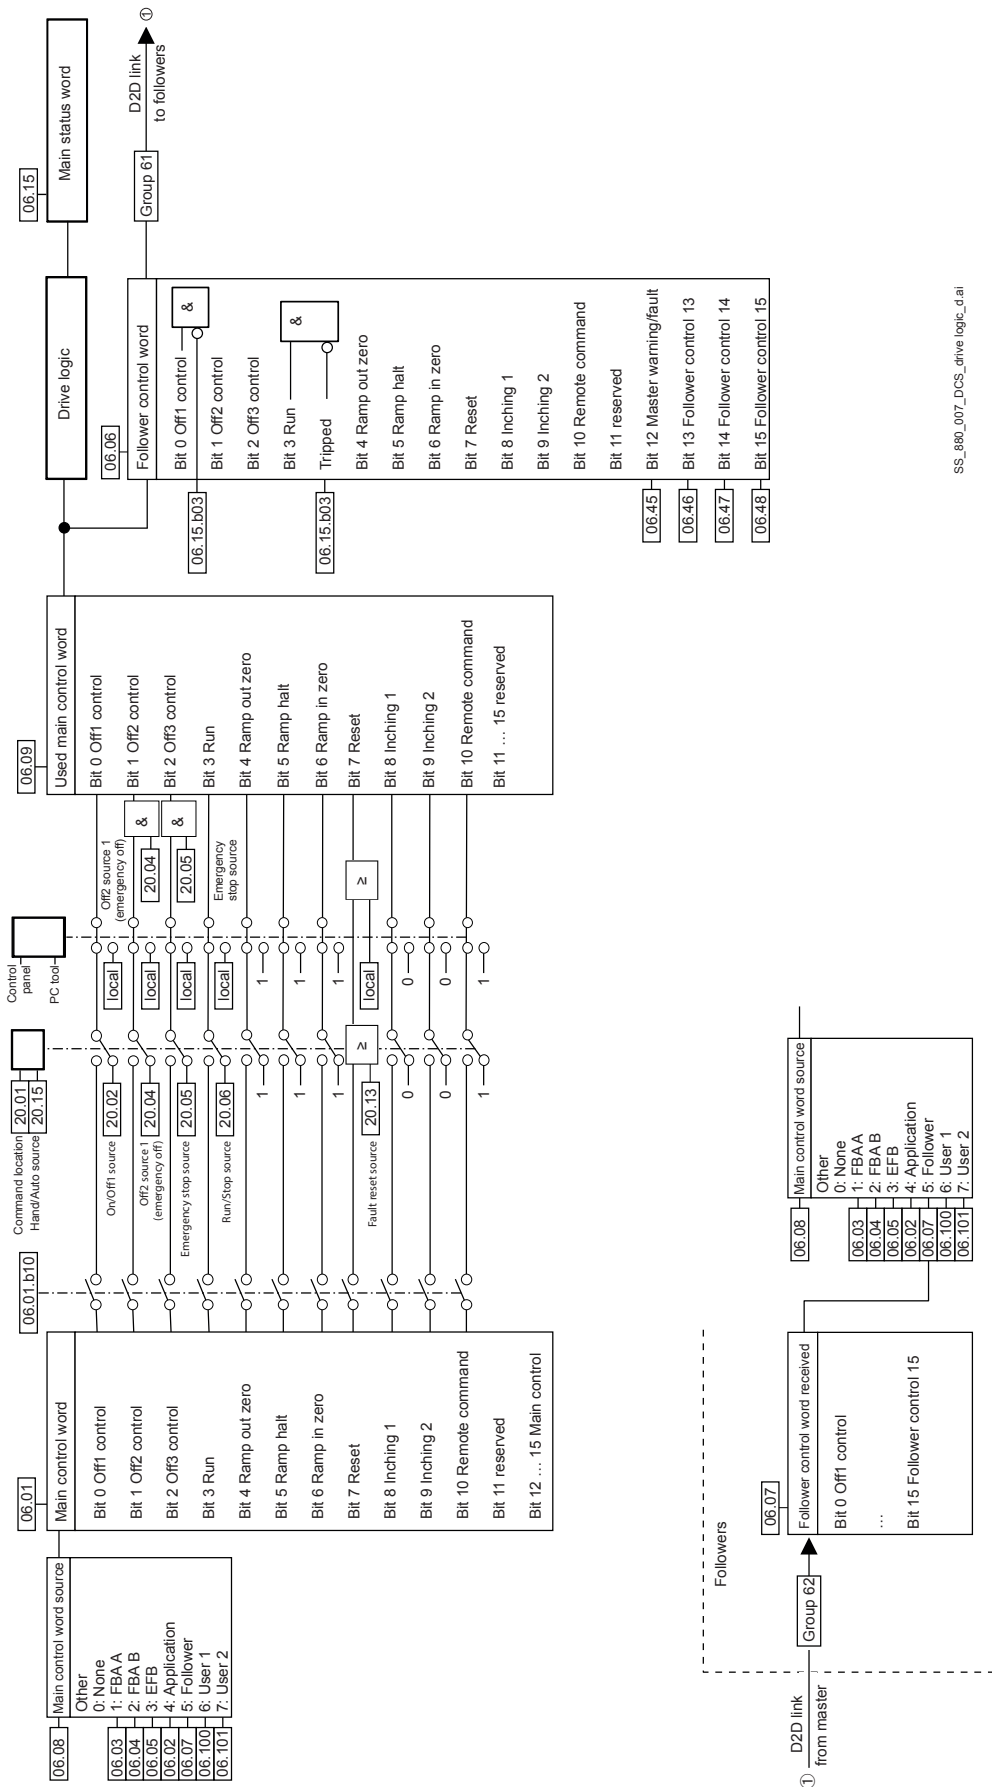 06.08
Main control word source
Other
0: None
06.03 1: FBA A
06.04 2: FBA B
06.05 3: EFB
06.02 4: Application
06.07 5: Follower
06.100 6: User 1
06.101 7: User 2
06.01
Main control word
Bit 0 Off1 control
Bit 1 Off2 control
Bit 2 Off3 control
Bit 3 Run
Bit 4 Ramp out zero
Bit 5 Ramp halt
Bit 6 Ramp in zero
Bit 7 Reset
Bit 8 Inching 1
Bit 9 Inching 2
Bit 10 Remote command
Bit 11 reserved
Bit 12 … 15 Main control
06.01.b10
Command location 20.01
Hand/Auto source 20.15
On/Off1 source 20.02
Off2 source 1
(emergency off)
20.04
Emergency stop source 20.05
Run/Stop source 20.06
1
1
1
Fault reset source 20.13
≥
0
0
1
Control
panel
PC tool
local
local
local
local
1
1
1
local
≥
0
0
1
Off2 source 1
(emergency off)
20.04
&
20.05
&
Emergency
stop source
06.09
Used main control word
Bit 0 Off1 control
Bit 1 Off2 control
Bit 2 Off3 control
Bit 3 Run
Bit 4 Ramp out zero
Bit 5 Ramp halt
Bit 6 Ramp in zero
Bit 7 Reset
Bit 8 Inching 1
Bit 9 Inching 2
Bit 10 Remote command
Bit 11 … 15 reserved
Drive logic
06.15
Main status word
06.06
Follower control word
Bit 0 Off1 control
&
06.15.b03
Bit 1 Off2 control
Bit 2 Off3 control
Bit 3 Run
&
06.15.b03
Tripped
Bit 4 Ramp out zero
Bit 5 Ramp halt
Bit 6 Ramp in zero
Bit 7 Reset
Bit 8 Inching 1
Bit 9 Inching 2
Bit 10 Remote command
Bit 11 reserved
06.45 Bit 12 Master warning/fault
06.46 Bit 13 Follower control 13
06.47 Bit 14 Follower control 14
06.48 Bit 15 Follower control 15
Group 61
D2D link
to followers
①
①
D2D link
from master
Group 62
Followers
06.07
Follower control word received
Bit 0 Off1 control
…
Bit 15 Follower control 15
06.08
Main control word source
Other
0: None
06.03 1: FBA A
06.04 2: FBA B
06.05 3: EFB
06.02 4: Application
06.07 5: Follower
06.100 6: User 1
06.101 7: User 2
SS_880_007_DCS_drive logic_d.ai